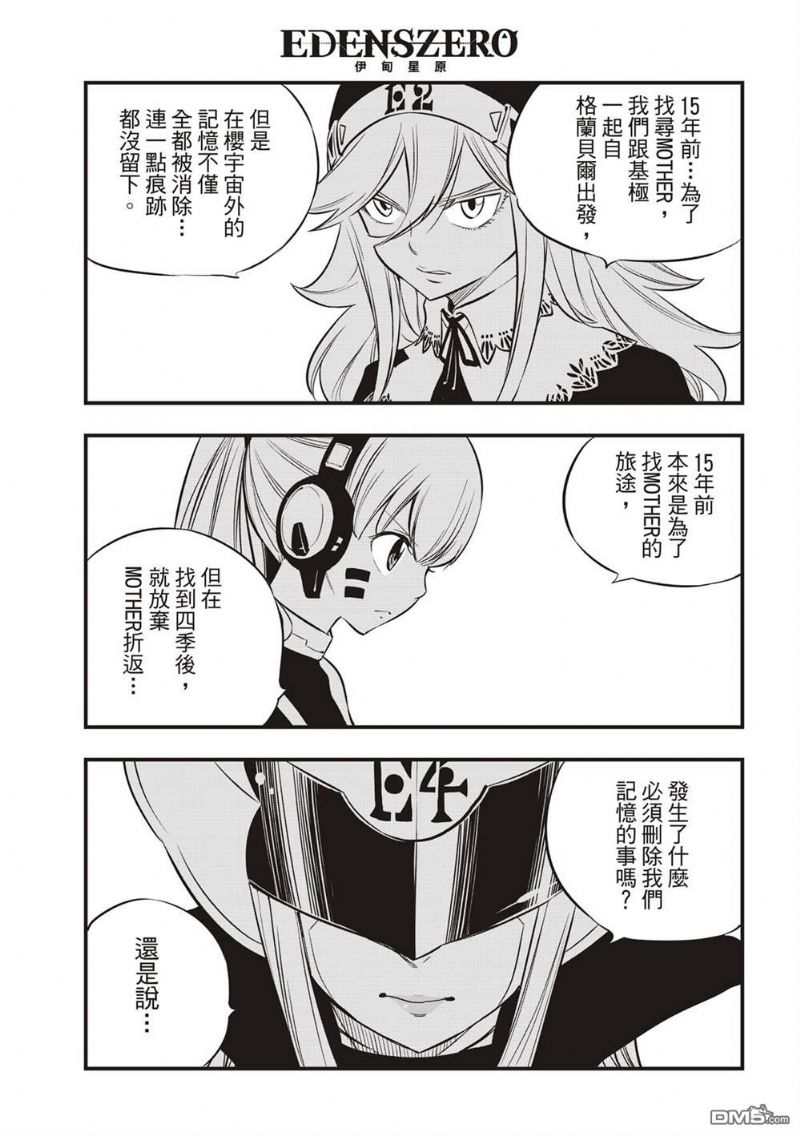 EDENSZERO
伊甸星原
E2
15年前…為了
找尋MOTHER，
我們跟基極
一起自
格蘭貝爾出發，
但是
在櫻宇宙外的
記憶不僅
全都被消除…
連一點痕跡
都沒留下。
15年前
本來是為了
找MOTHER的
旅途，
但在
找到四季後，
就放棄
MOTHER折返…
E4
發生了什麼
必須刪除我們
記憶的事嗎？
還是說…
DM5.com